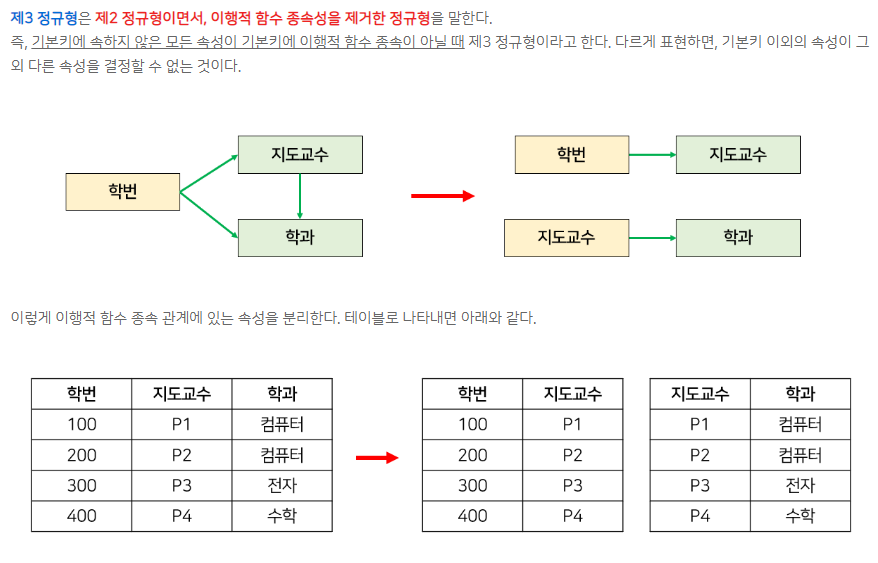 제3 정규형은 제2 정규형이면서, 이행적 함수 종속성을 제거한 정규형을 말한다.
즉, 기본키에 속하지 않은 모든 속성이 기본키에 이행적 함수 종속이 아닐 때 제3 정규형이라고 한다. 다르게 표현하면, 기본키 이외의 속성이 그
외 다른 속성을 결정할 수 없는 것이다.
지도교수
학번
학과
학번 지도교수
지도교수 학과
이렇게 이행적 함수 종속 관계에 있는 속성을 분리한다. 테이블로 나타내면 아래와 같다.
학번 지도교수 학과
100 P1 컴퓨터
200 P2 컴퓨터
300 P3 전자
400 P4 수학
학번 지도교수
100 P1
200 P2
300 P3
400 P4
지도교수 학과
P1 컴퓨터
P2 컴퓨터
P3 전자
P4 수학